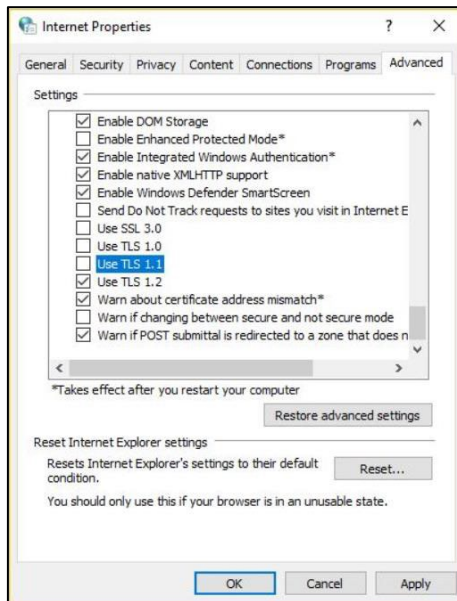 Internet Properties
? X
General Security Privacy Content Connections Programs Advanced
Settings
Enable DOM Storage
Enable Enhanced Protected Mode*
Enable Integrated Windows Authentication*
Enable native XMLHTTP support
Enable Windows Defender SmartScreen
Send Do Not Track requests to sites you visit in Internet E
Use SSL 3.0
Use TLS 1.0
Use TLS 1.1
Use TLS 1.2
Warn about certificate address mismatch*
Warn if changing between secure and not secure mode
Warn if POST submittal is redirected to a zone that does n
*Takes effect after you restart your computer
Restore advanced settings
Reset Internet Explorer settings
Resets Internet Explorer's settings to their default
condition.
Reset...
You should only use this if your browser is in an unusable state.
OK Cancel Apply